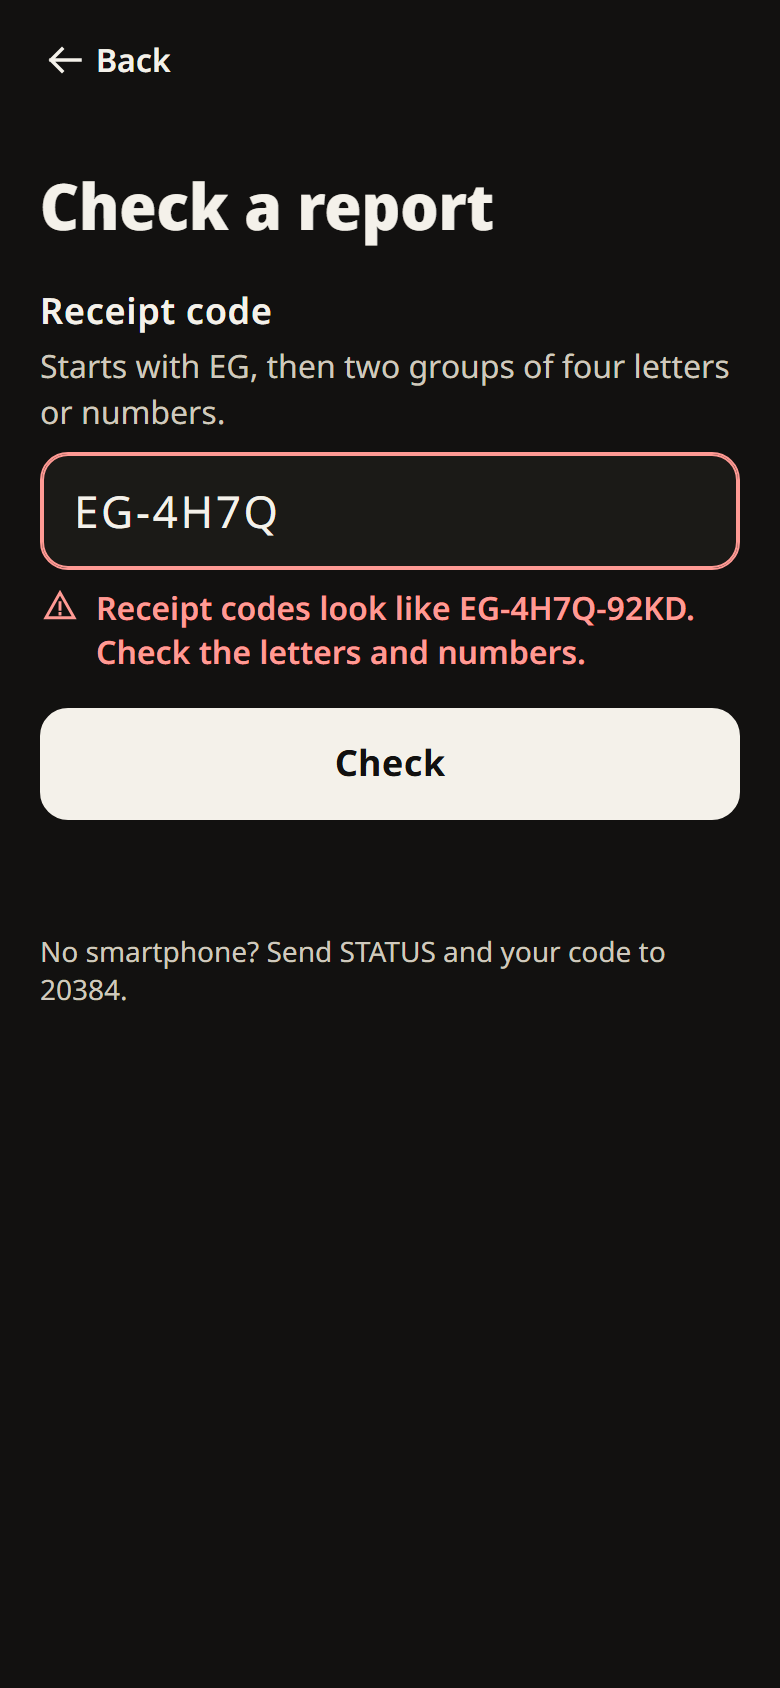 Back
Check a report
Receipt code
Starts with EG, then two groups of four letters
or numbers.
EG-4H7Q
Receipt codes look like EG-4H7Q-92KD.
Check the letters and numbers.
Check
No smartphone? Send STATUS and your code to
20384.